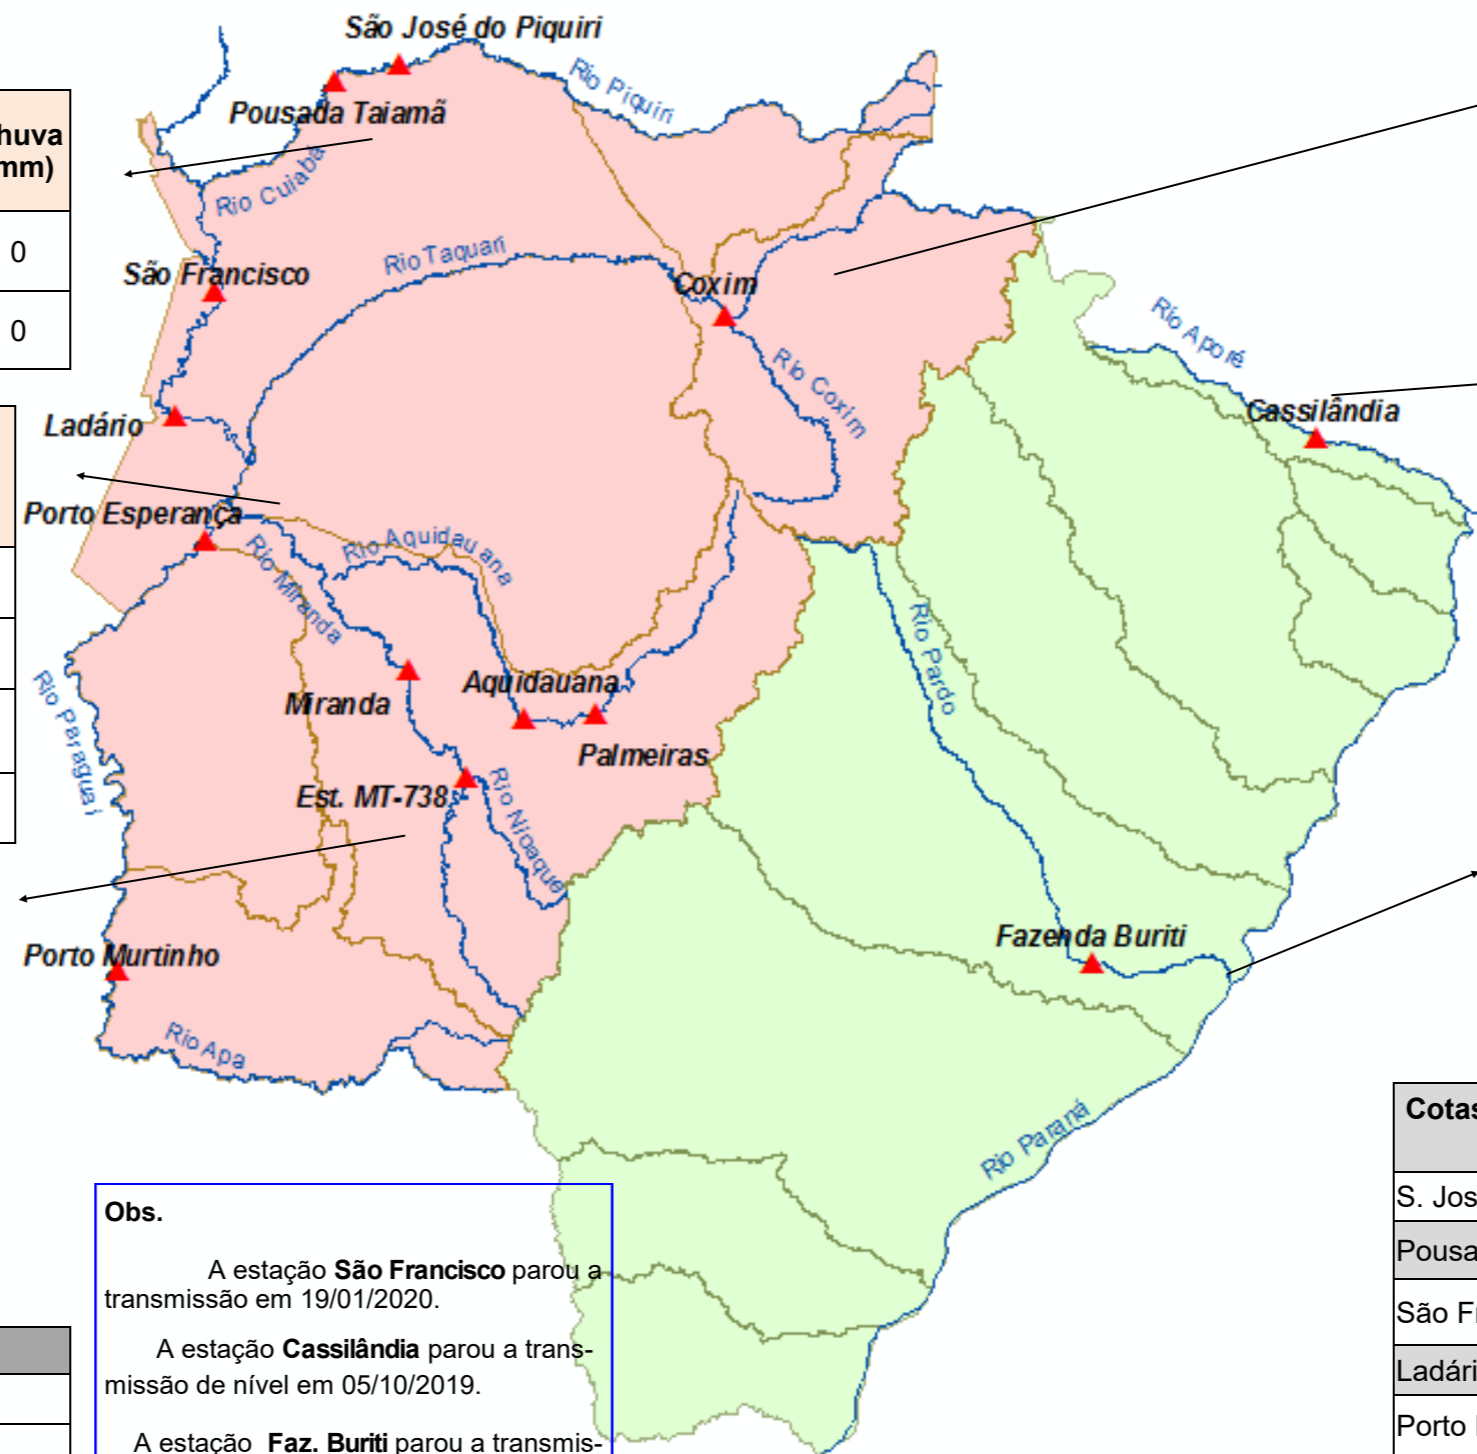 São José do Piquiri
Rio Piquiri
Pousada Taiamã
huva
mm)
Rio Cuiabá
0
Rio Taquari
São Francisco
Coxim
0
Rio Aporé
Rio Coxim
Cassilândia
Ladário
Porto Esperança
Rio Aquidauana
Rio Miranda
Rio Pardo
Aquidauana
Miranda
Rio Paraguai
Palmeiras
Est. MT-738
Rio Nioaque
Fazenda Buriti
Porto Murtinho
Rio Apa
Rio Paraná
Cotas
S. Jos
Pousa
São Fr
Ladári
Porto
Obs.
A estação São Francisco parou a
transmissão em 19/01/2020.
A estação Cassilândia parou a trans-
missão de nível em 05/10/2019.
A estação Faz. Buriti parou a transmis-